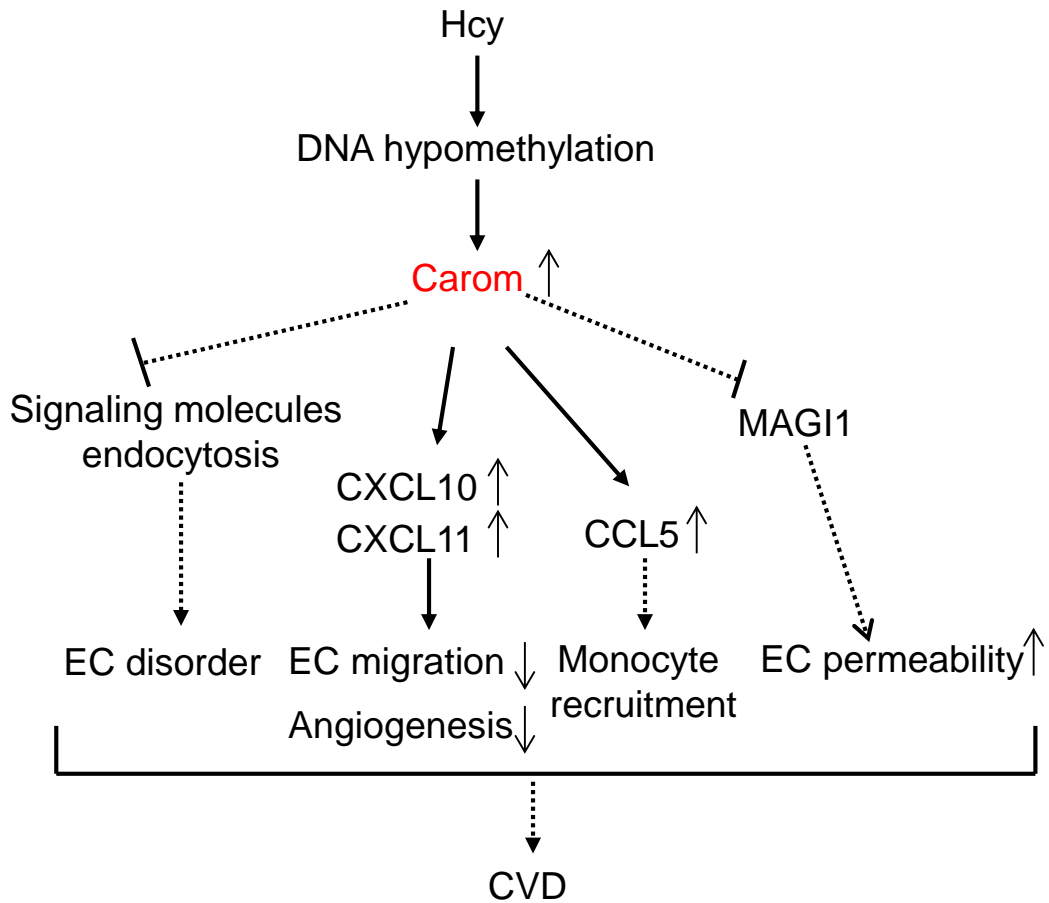 Hcy
DNA hypomethylation
Carom ↑
Signaling molecules
endocytosis
CXCL10 ↑
CXCL11 ↑
CCL5 ↑
MAGI1
EC disorder
EC migration ↓
Angiogenesis ↓
Monocyte
recruitment
EC permeability ↑
CVD